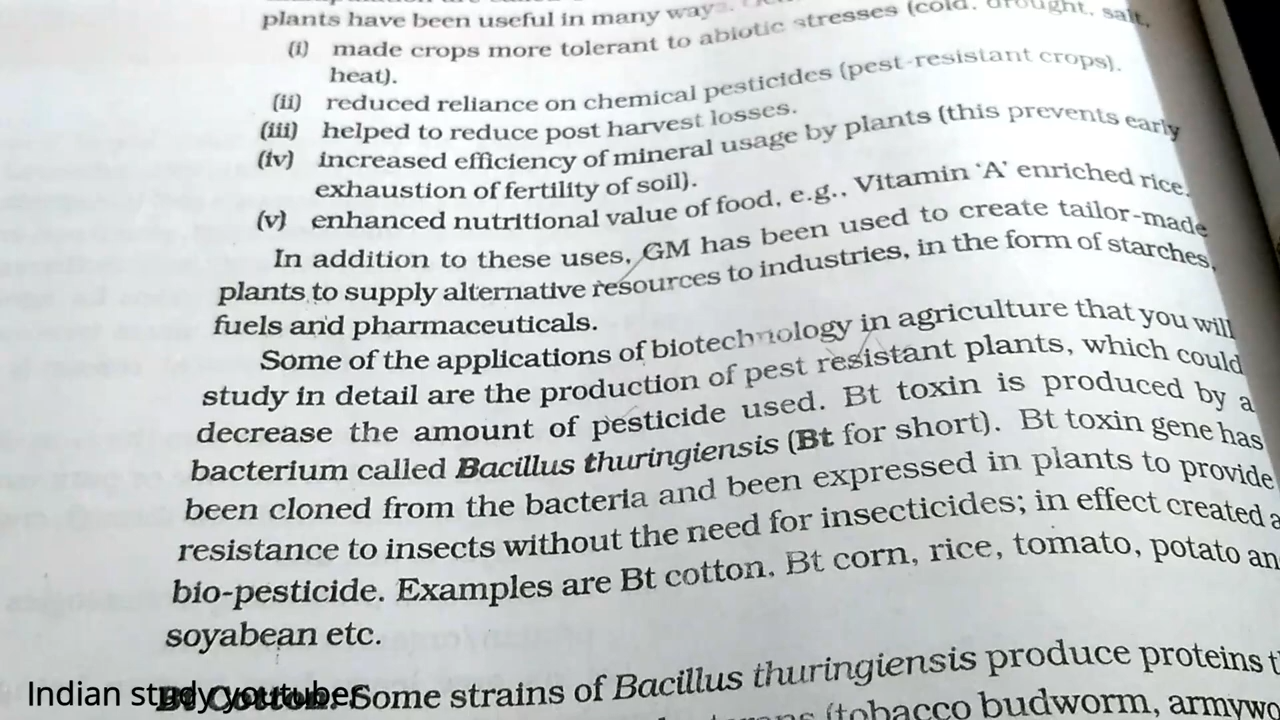 plants have been useful in many ways.
(i) made crops more tolerant to abiotic stresses (cold, drought, salt,
heat).
(ii) reduced reliance on chemical pesticides (pest-resistant crops).
(iii) helped to reduce post harvest losses.
(iv) increased efficiency of mineral usage by plants (this prevents early
exhaustion of fertility of soil).
(v) enhanced nutritional value of food, e.g., Vitamin ‘A’ enriched rice.
In addition to these uses, GM has been used to create tailor-made
plants to supply alternative resources to industries, in the form of starches,
fuels and pharmaceuticals.
Some of the applications of biotechnology in agriculture that you will
study in detail are the production of pest resistant plants, which could
decrease the amount of pesticide used. Bt toxin is produced by a
bacterium called Bacillus thuringiensis (Bt for short). Bt toxin gene has
been cloned from the bacteria and been expressed in plants to provide
resistance to insects without the need for insecticides; in effect created a
bio-pesticide. Examples are Bt cotton, Bt corn, rice, tomato, potato an
soyabean etc.
Bt Cotton: Some strains of Bacillus thuringiensis produce proteins t
(tobacco budworm, armywo
Indian study youtuber